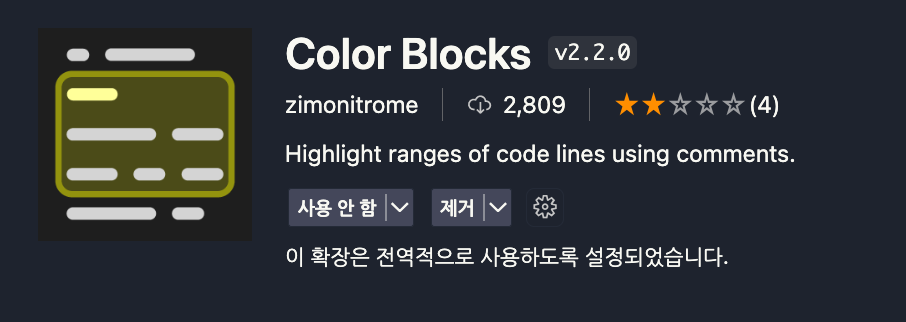 Color Blocks v2.2.0
zimonitrome 2,809 (4)
Highlight ranges of code lines using comments.
사용 안 함 제거
이 확장은 전역적으로 사용하도록 설정되었습니다.